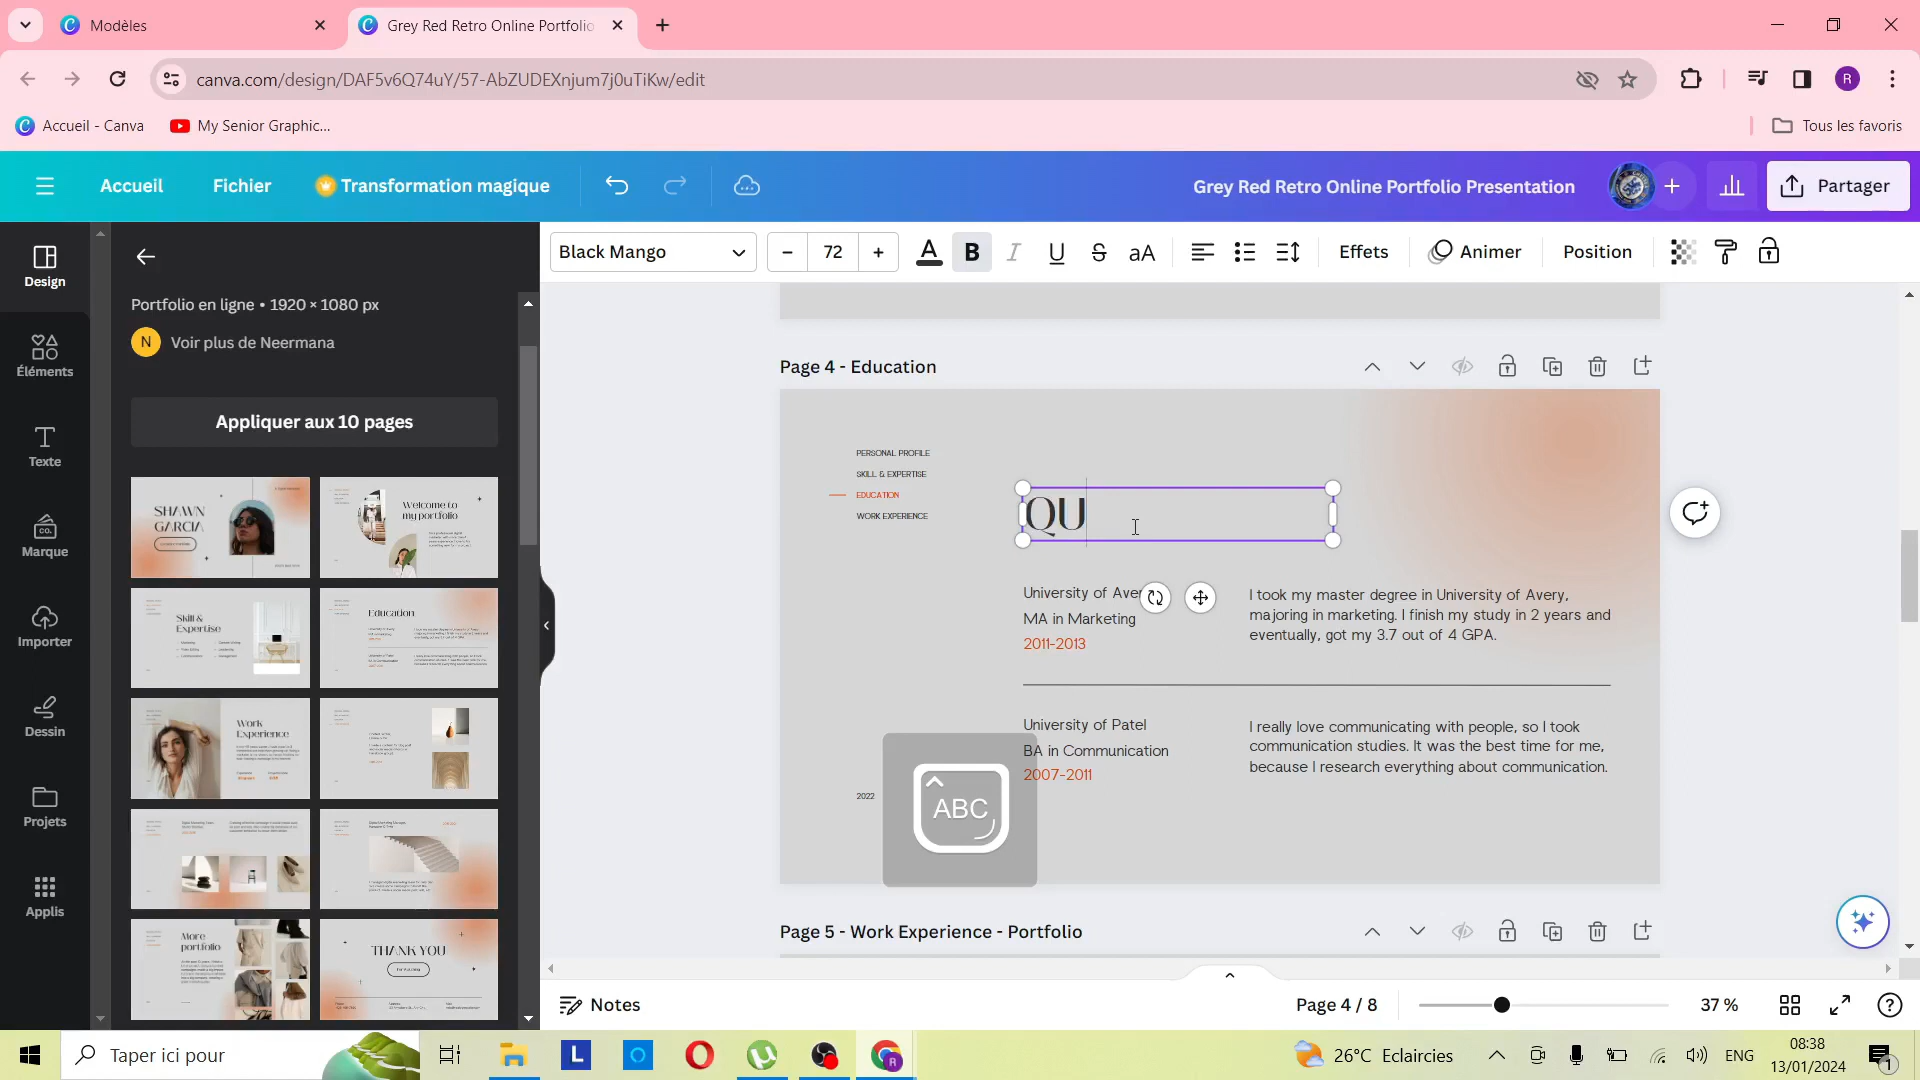 Modèles
Grey Red Retro Online Portfolio
canva.com/design/DAF5v6Q74uY/57-AbZUDEXnjum7j0uTiKw/edit
R
Accueil - Canva
My Senior Graphic...
Tous les favoris
Accueil
Fichier
Transformation magique
Grey Red Retro Online Portfolio Presentation
Partager
Design
Éléments
Texte
Marque
Importer
Dessin
Projets
Applis
Portfolio en ligne • 1920 × 1080 px
N
Voir plus de Neermana
Appliquer aux 10 pages
SHAWN
GARCIA
Welcome to
my portfolio
Skill &
Expertise
Education
Work
Experience
More
portfolio
THANK YOU
Black Mango
– 72 +
A
B
I
U
S
aA
Effets
Animer
Position
Page 4 - Education
PERSONAL PROFILE
SKILL & EXPERTISE
EDUCATION
WORK EXPERIENCE
QU
University of Aver
MA in Marketing
2011-2013
I took my master degree in University of Avery,
majoring in marketing. I finish my study in 2 years and
eventually, got my 3.7 out of 4 GPA.
University of Patel
BA in Communication
2007-2011
I really love communicating with people, so I took
communication studies. It was the best time for me,
because I research everything about communication.
2022
ABC
Page 5 - Work Experience - Portfolio
Notes
Page 4 / 8
37 %
Taper ici pour
L
26°C Eclaircies
ENG
08:38
13/01/2024
1